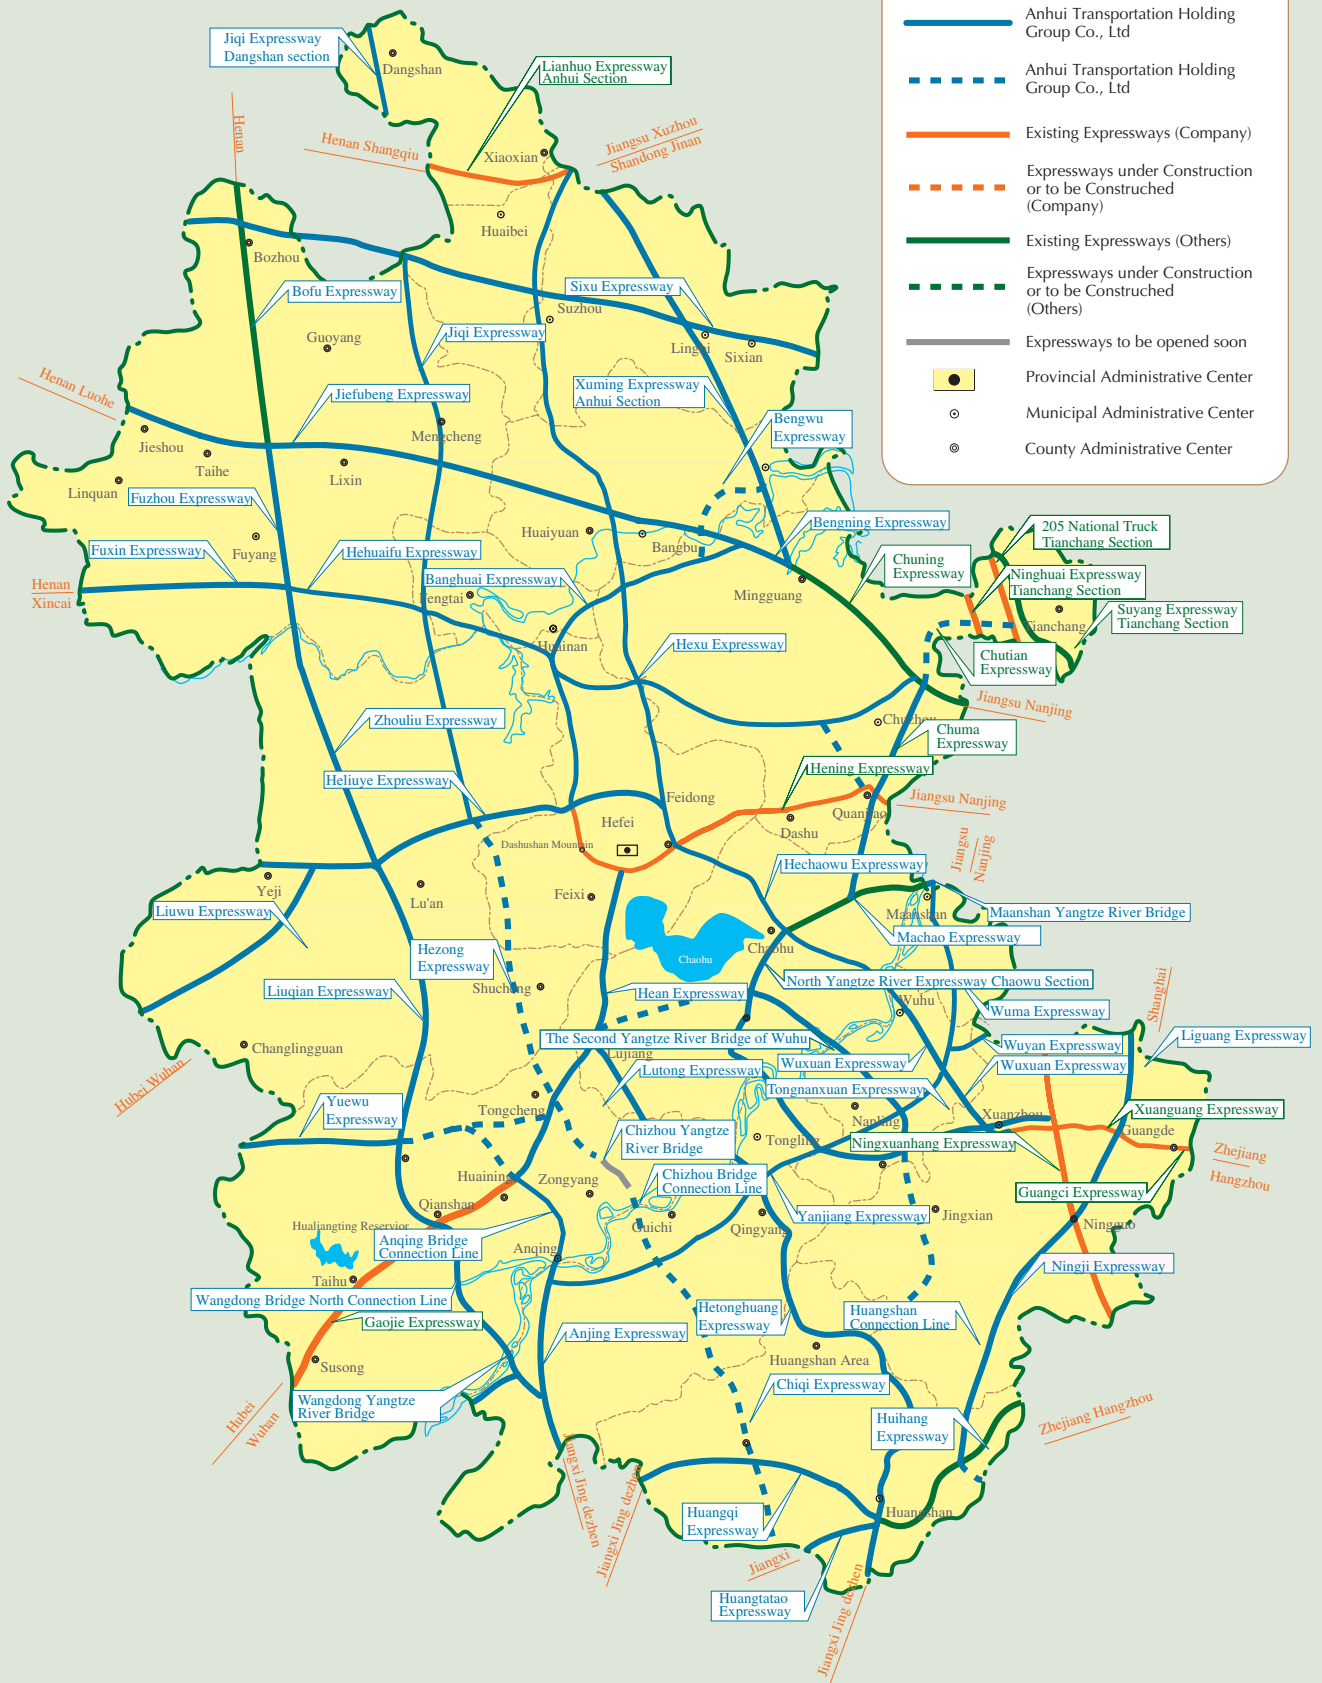 Anhui Transportation Holding
Group Co., Ltd
Anhui Transportation Holding
Group Co., Ltd
Existing Expressways (Company)
Expressways under Construction
or to be Construched
(Company)
Existing Expressways (Others)
Expressways under Construction
or to be Construched
(Others)
Expressways to be opened soon
Provincial Administrative Center
Municipal Administrative Center
County Administrative Center
Jiqi Expressway
Dangshan section
Dangshan
Lianhuo Expressway
Anhui Section
Henan
Henan Shangqiu
Xiaoxian
Jiangsu Xuzhou
Shandong Jinan
Huaibei
Bozhou
Bofu Expressway
Sixu Expressway
Suzhou
Guoyang
Jiqi Expressway
Lingbi
Sixian
Henan Luohe
Jiefubeng Expressway
Xuming Expressway
Anhui Section
Bengwu
Expressway
Jieshou
Mengcheng
Taihe
Lixin
Linquan
Fuzhou Expressway
Bengning Expressway
205 National Truck
Tianchang Section
Huaiyuan
Bangbu
Fuxin Expressway
Fuyang
Hehuaifu Expressway
Chuning
Expressway
Ninghuai Expressway
Tianchang Section
Banghuai Expressway
Henan
Xincai
Fengtai
Mingguang
Suyang Expressway
Tianchang Section
Tianchang
Huainan
Hexu Expressway
Chutian
Expressway
Jiangsu Nanjing
Zhouliu Expressway
Chuzhou
Chuma
Expressway
Heliuye Expressway
Hening Expressway
Feidong
Jiangsu Nanjing
Quanjiao
Hefei
Dashu
Dashushan Mountain
Jiangsu
Nanjing
Hechaowu Expressway
Yeji
Lu'an
Feixi
Maanshan
Maanshan Yangtze River Bridge
Liuwu Expressway
Machao Expressway
Chaohu
Chaohu
Hezong
Expressway
North Yangtze River Expressway Chaowu Section
Shucheng
Liuqian Expressway
Hean Expressway
Wuhu
Shanghai
Wuma Expressway
The Second Yangtze River Bridge of Wuhu
Liguang Expressway
Wuyan Expressway
Changlingguan
Lujiang
Wuxuan Expressway
Wuxuan Expressway
Lutong Expressway
Hubei Wuhan
Tongnanxuan Expressway
Yuewu
Expressway
Tongcheng
Nanling
Xuanzhou
Xuanguang Expressway
Guangde
Chizhou Yangtze
River Bridge
Tongling
Ningxuanhang Expressway
Zhejiang
Hangzhou
Huaining
Zongyang
Chizhou Bridge
Connection Line
Guangci Expressway
Qianshan
Guichi
Qingyang
Yanjiang Expressway
Jingxian
Ningguo
Hualiangting Reservior
Anqing Bridge
Connection Line
Anqing
Taihu
Ningji Expressway
Wangdong Bridge North Connection Line
Gaojie Expressway
Hetonghuang
Expressway
Huangshan
Connection Line
Anjing Expressway
Susong
Huangshan Area
Wangdong Yangtze
River Bridge
Chiqi Expressway
Hubei
Wuhan
Huihang
Expressway
Zhejiang Hangzhou
Jiangxi Jing dezhen
Jiangxi Jing dezhen
Huangqi
Expressway
Huangshan
Jiangxi
Huangtatao
Expressway
Jiangxi Jing dezhen